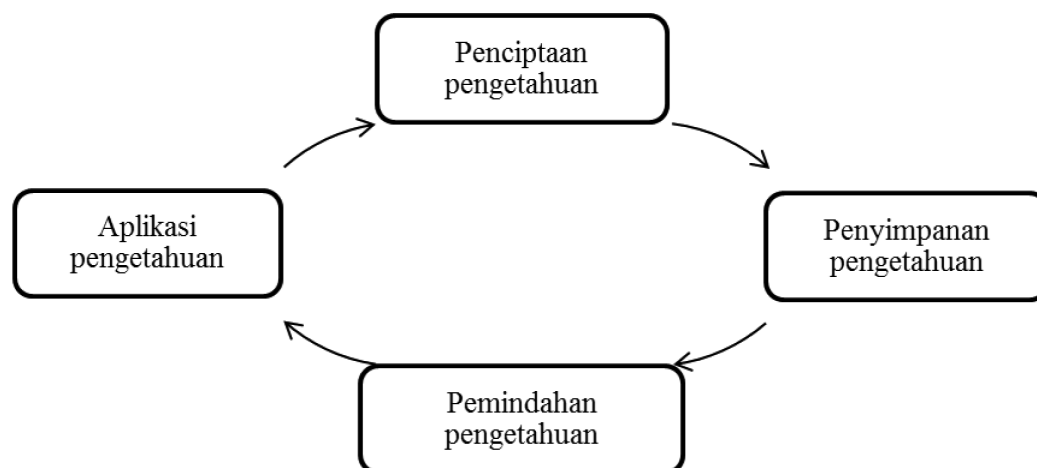 Penciptaan
pengetahuan
Aplikasi
pengetahuan
Penyimpanan
pengetahuan
Pemindahan
pengetahuan